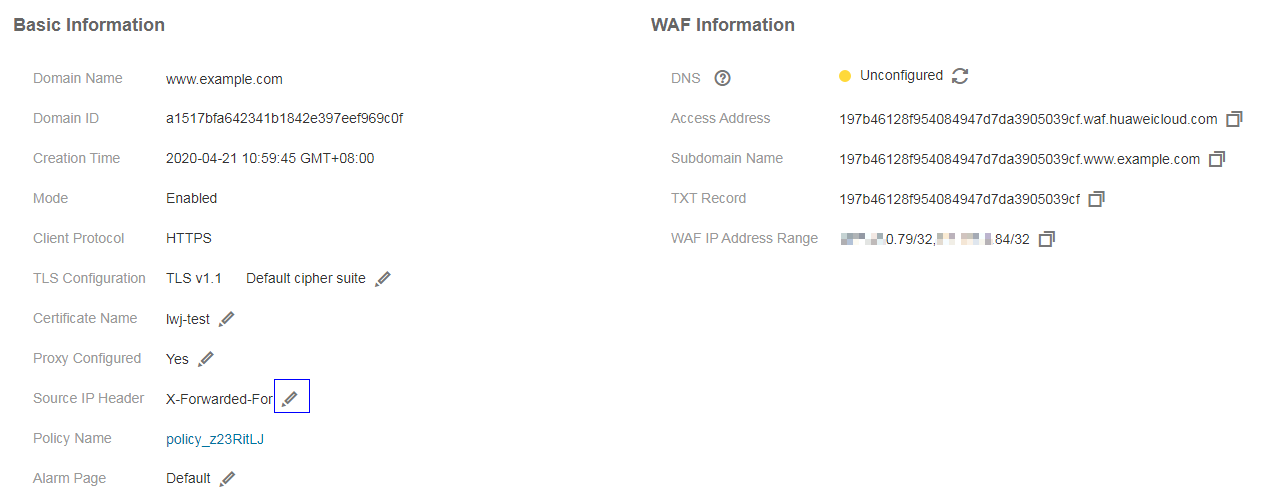 Basic Information
Domain Name www.example.com
Domain ID a1517bfa642341b1842e397eef969c0f
Creation Time 2020-04-21 10:59:45 GMT+08:00
Mode Enabled
Client Protocol HTTPS
TLS Configuration TLS v1.1 Default cipher suite
Certificate Name lwj-test
Proxy Configured Yes
Source IP Header X-Forwarded-For
Policy Name policy_z23RitLJ
Alarm Page Default
WAF Information
DNS ? Unconfigured
Access Address 197b46128f954084947d7da3905039cf.waf.huaweicloud.com
Subdomain Name 197b46128f954084947d7da3905039cf.www.example.com
TXT Record 197b46128f954084947d7da3905039cf
WAF IP Address Range 0.79/32, .84/32